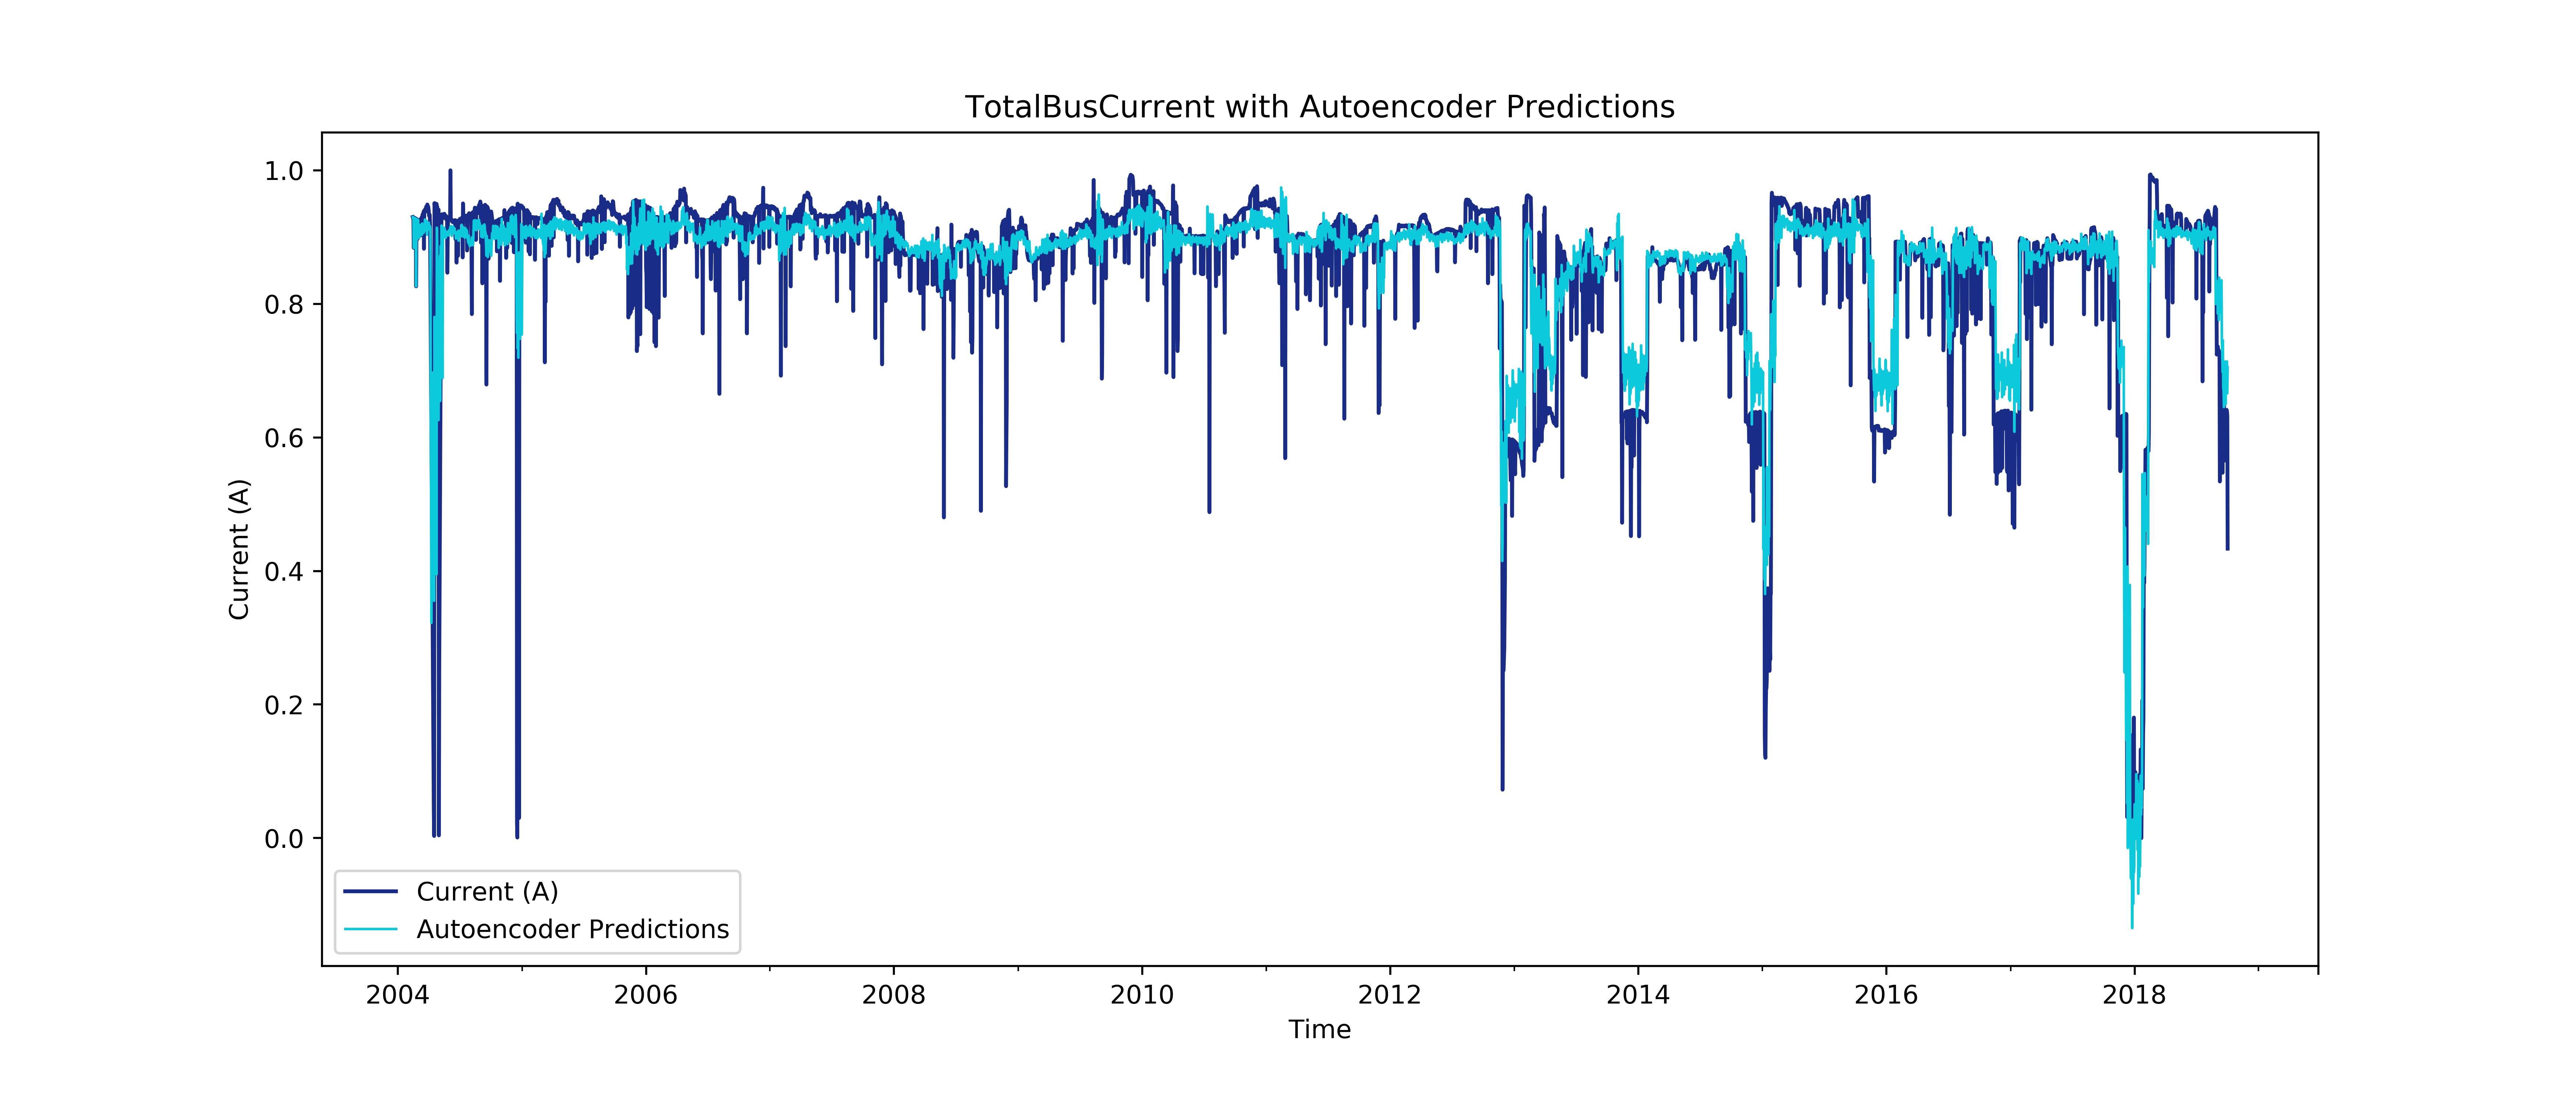 TotalBusCurrent with Autoencoder Predictions
1.0
0.8
0.6
0.4
0.2
0.0
Current (A)
Current (A)
Autoencoder Predictions
2004 2006 2008 2010 2012 2014 2016 2018
Time